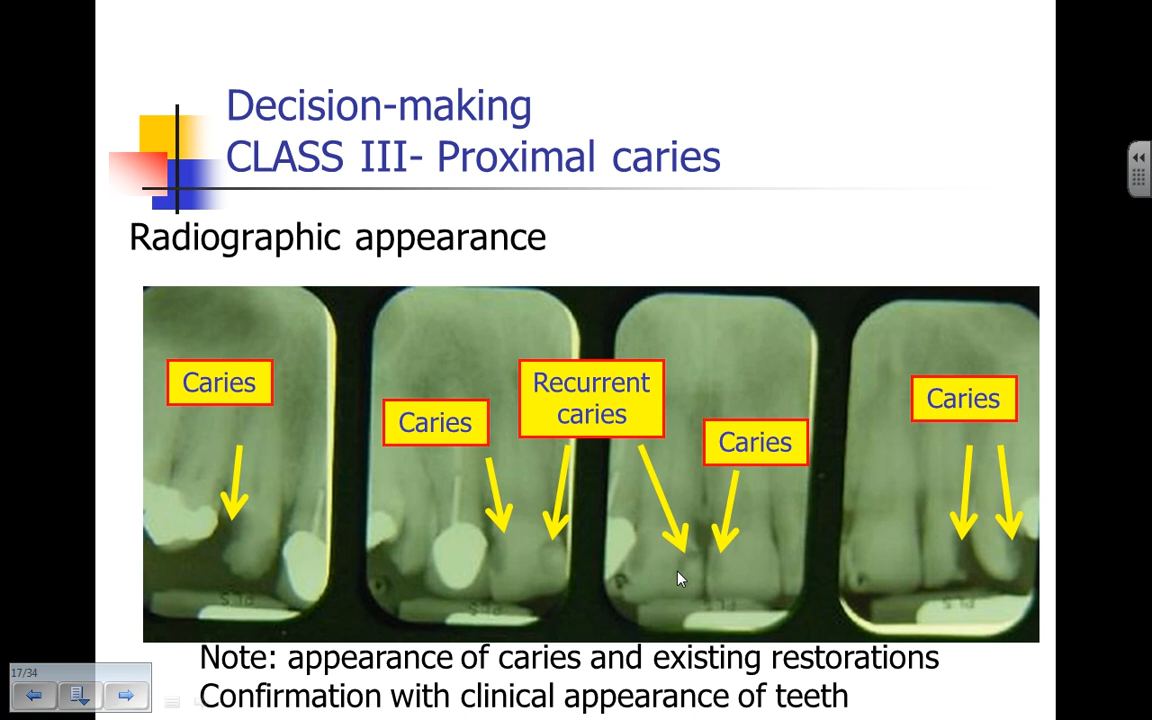 Decision-making
CLASS III- Proximal caries
Radiographic appearance
Caries
Caries
Recurrent
caries
Caries
Caries
Note: appearance of caries and existing restorations
Confirmation with clinical appearance of teeth
17/34